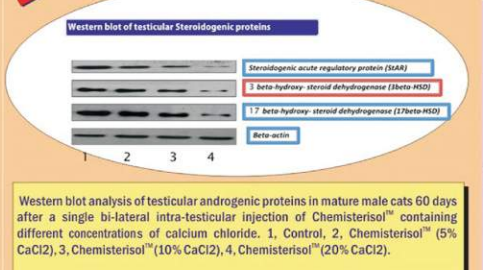 Western blot of testicular Steroidogenic proteins
Steroidogenic acute regulatory protein (StAR)
3 beta-hydroxy- steroid dehydrogenase (3beta-HSD)
17 beta-hydroxy- steroid dehydrogenase (17beta-HSD)
Beta-actin
1 2 3 4
Western blot analysis of testicular androgenic proteins in mature male cats 60 days
after a single bi-lateral intra-testicular injection of Chemisterisol™ containing
different concentrations of calcium chloride. 1, Control, 2, Chemisterisol™ (5%
CaCl2), 3, Chemisterisol™(10% CaCl2), 4, Chemisterisol™(20% CaCl2).